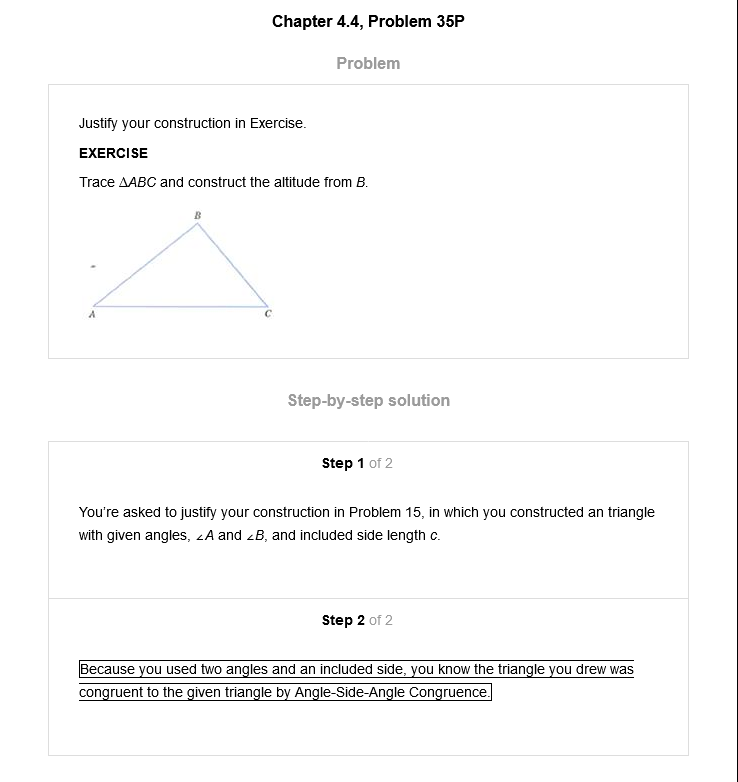 Chapter 4.4, Problem 35P
Problem
Justify your construction in Exercise.
EXERCISE
Trace ΔABC and construct the altitude from B.
B
A
C
Step-by-step solution
Step 1 of 2
You’re asked to justify your construction in Problem 15, in which you constructed an triangle
with given angles, ∠A and ∠B, and included side length c.
Step 2 of 2
Because you used two angles and an included side, you know the triangle you drew was
congruent to the given triangle by Angle-Side-Angle Congruence.